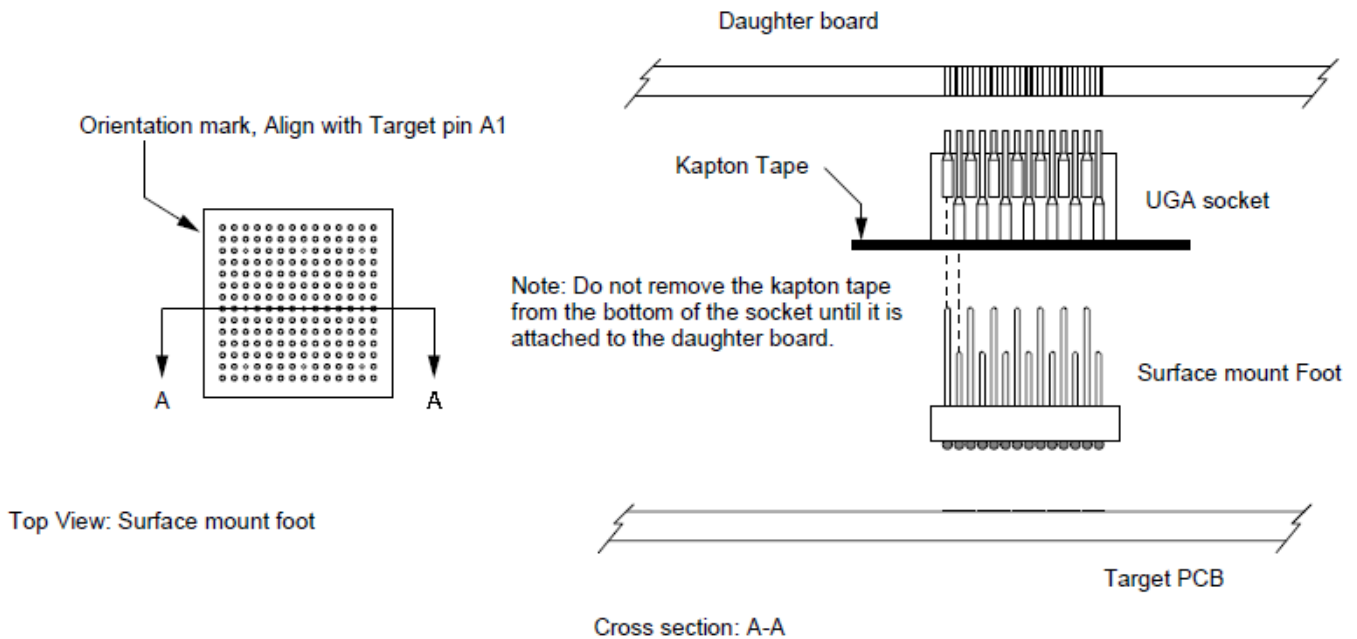 Daughter board
Orientation mark, Align with Target pin A1
Kapton Tape
UGA socket
Note: Do not remove the kapton tape
from the bottom of the socket until it is
attached to the daughter board.
Surface mount Foot
A
A
Top View: Surface mount foot
Target PCB
Cross section: A-A